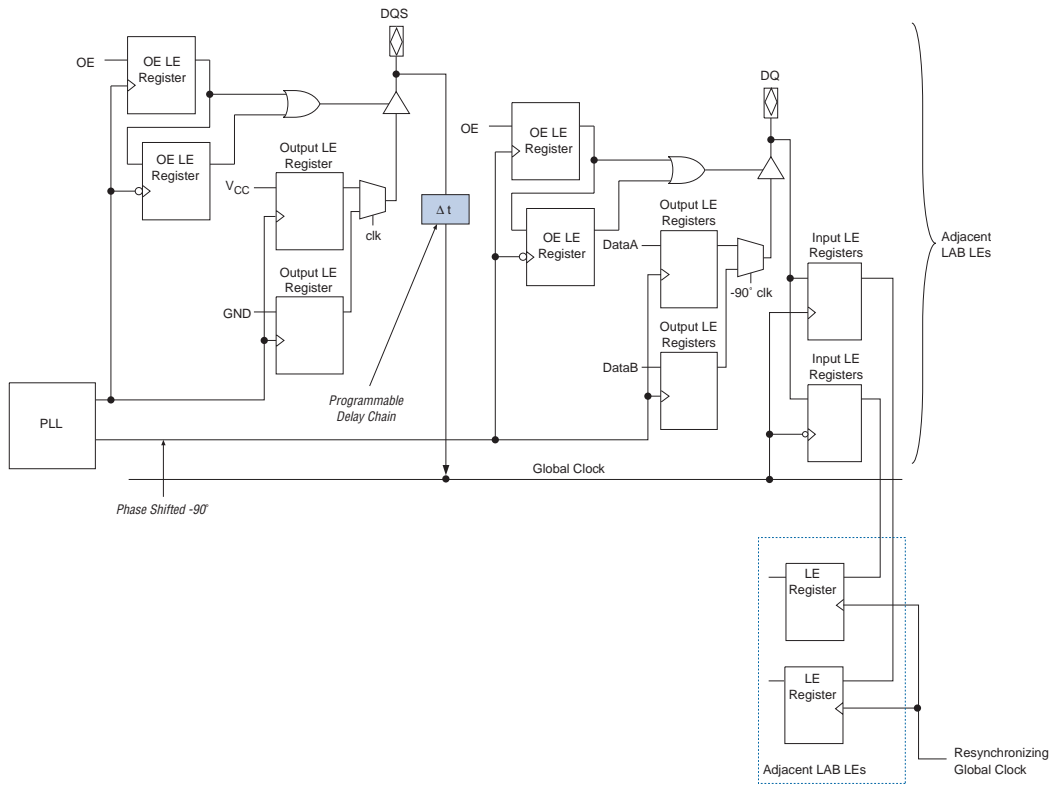 DQS
OE
OE LE
Register
OE LE
Register
Output LE
Register
VCC
clk
Δ t
Output LE
Register
GND
Programmable
Delay Chain
PLL
Phase Shifted -90°
DQ
OE
OE LE
Register
OE LE
Register
Output LE
Registers
DataA
-90° clk
Output LE
Registers
DataB
Input LE
Registers
Input LE
Registers
Adjacent
LAB LEs
Global Clock
LE
Register
LE
Register
Adjacent LAB LEs
Resynchronizing
Global Clock